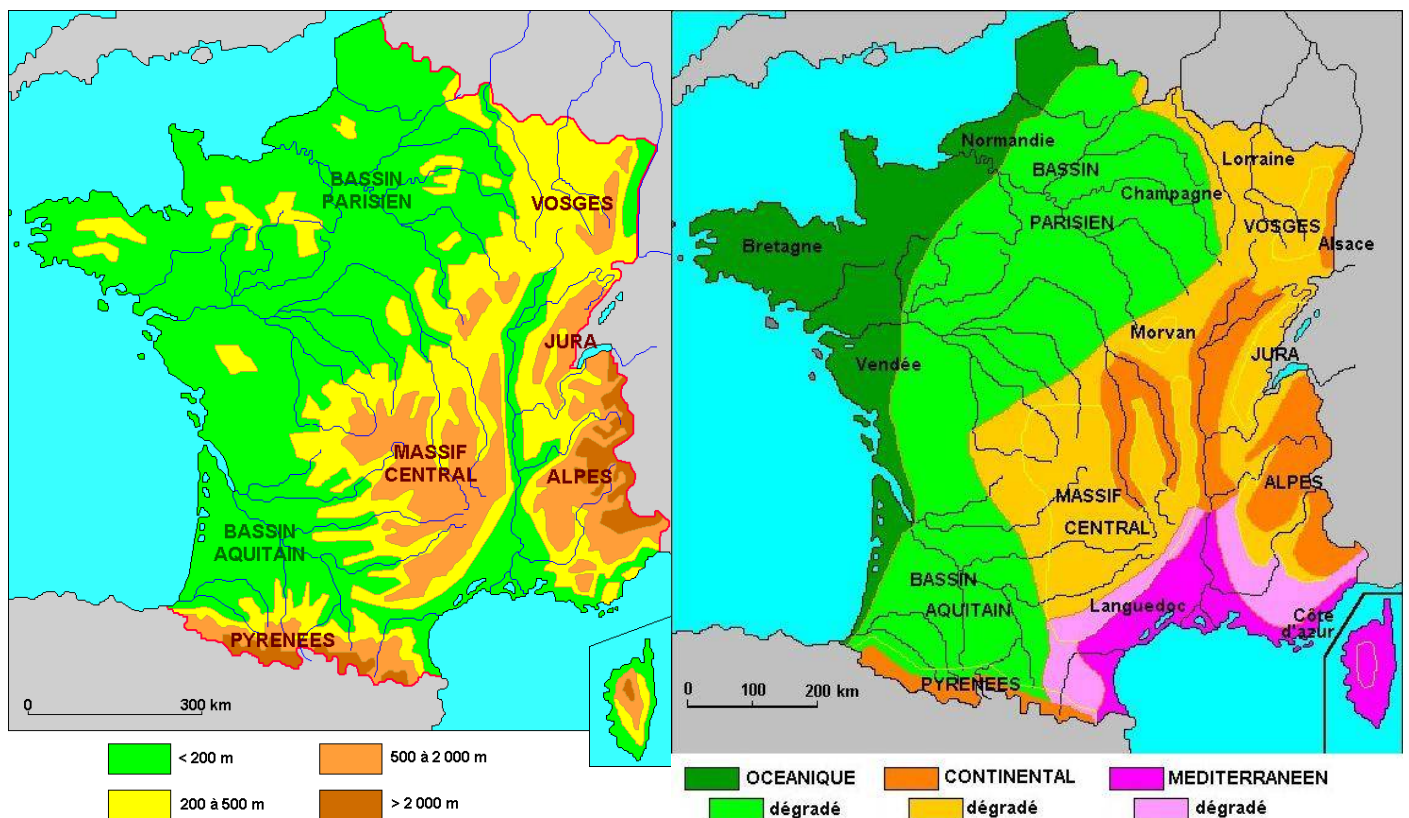 BASSIN
PARISIEN
VOSGES
JURA
MASSIF
CENTRAL
ALPES
BASSIN
AQUITAIN
PYRENEES
0 300 km
< 200 m
500 à 2 000 m
200 à 500 m
> 2 000 m
Normandie
BASSIN
Lorraine
Champagne
PARISIEN
VOSGES
Bretagne
Alsace
Morvan
JURA
Vendée
ALPES
MASSIF
CENTRAL
BASSIN
AQUITAIN
Languedoc
Côte
d'azur
PYRENEES
0 100 200 km
OCEANIQUE
CONTINENTAL
MEDITERRANEEN
dégradé
dégradé
dégradé